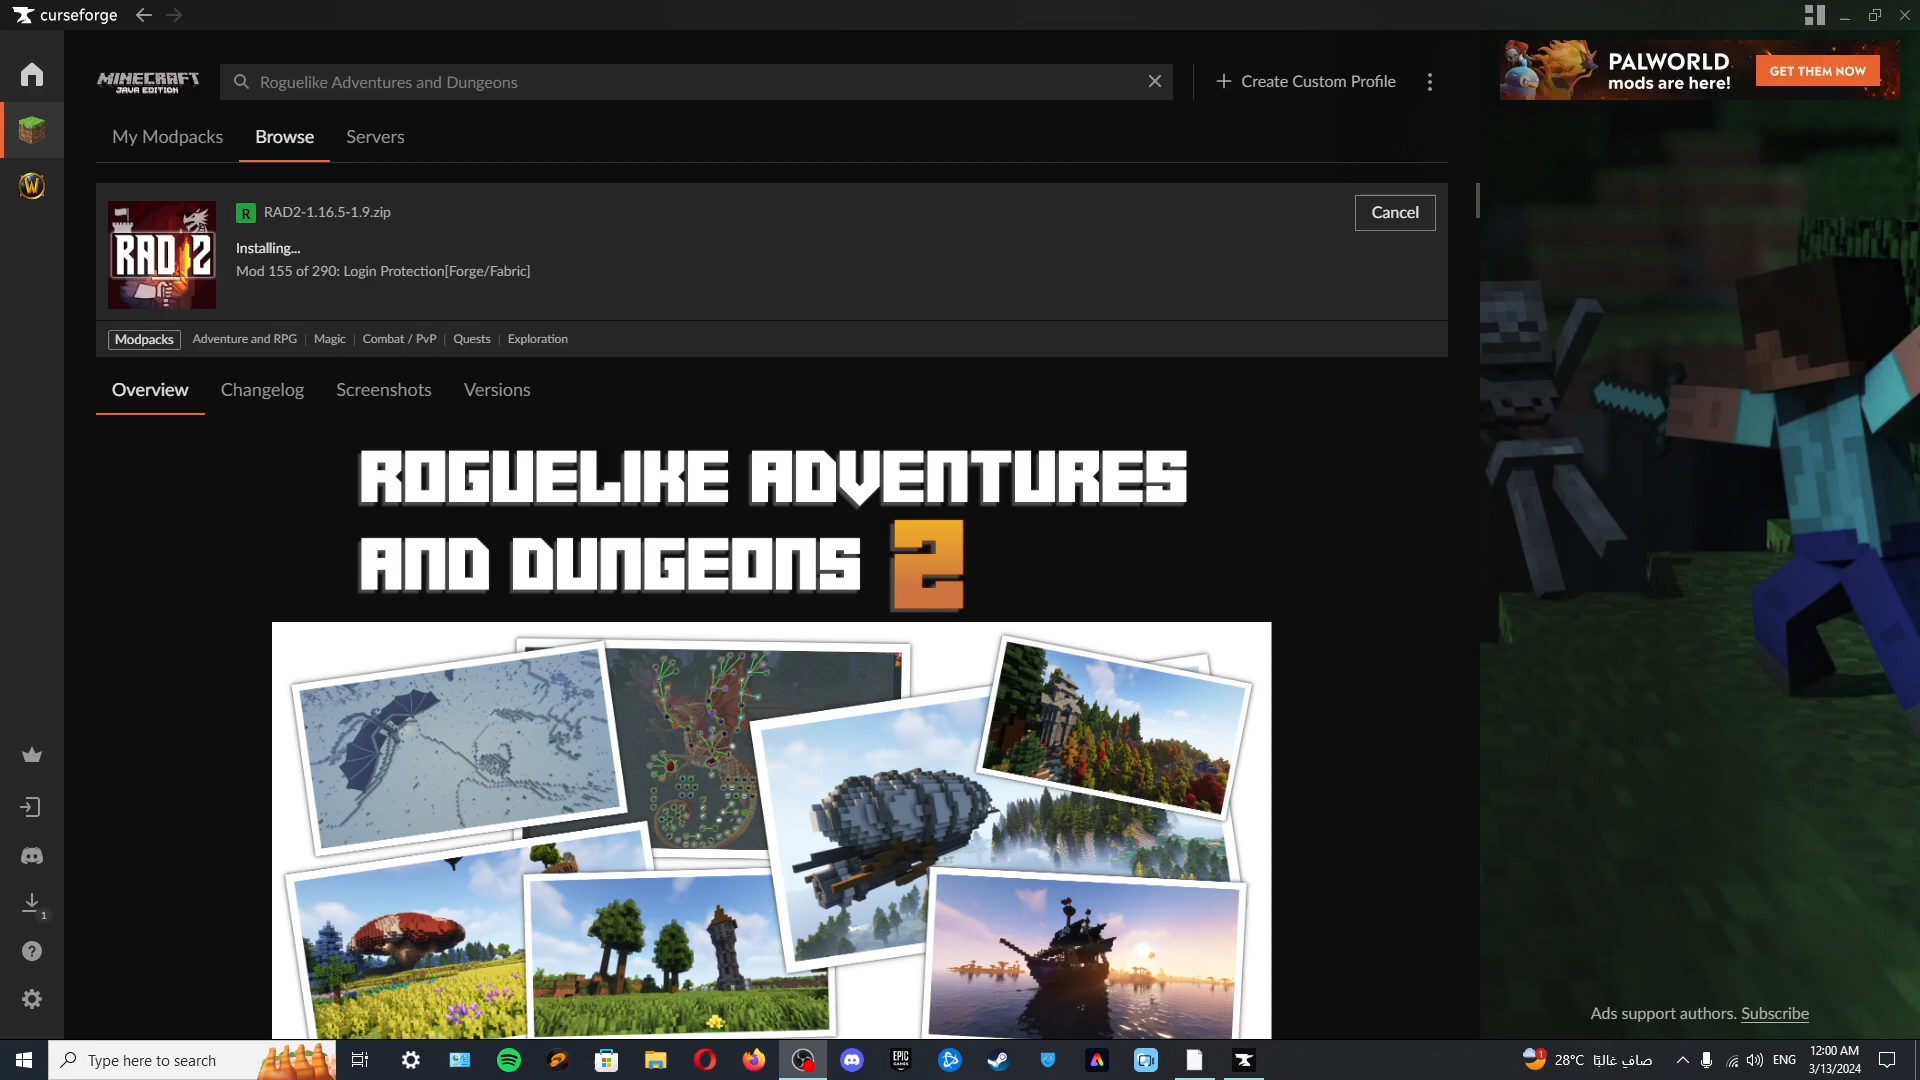 curseforge
MINECRAFT
JAVA EDITION
Roguelike Adventures and Dungeons
Create Custom Profile
PALWORLD
mods are here!
GET THEM NOW
My Modpacks
Browse
Servers
RAD 2
R
RAD2-1.16.5-1.9.zip
Cancel
Installing...
Mod 155 of 290: Login Protection[Forge/Fabric]
Modpacks
Adventure and RPG
Magic
Combat / PvP
Quests
Exploration
Overview
Changelog
Screenshots
Versions
ROGUELIKE ADVENTURES
AND DUNGEONS 2
1
Ads support authors. Subscribe
Type here to search
EPIC
GAMES
1
28°C
صافٍ غالبًا
ENG
12:00 AM
3/13/2024